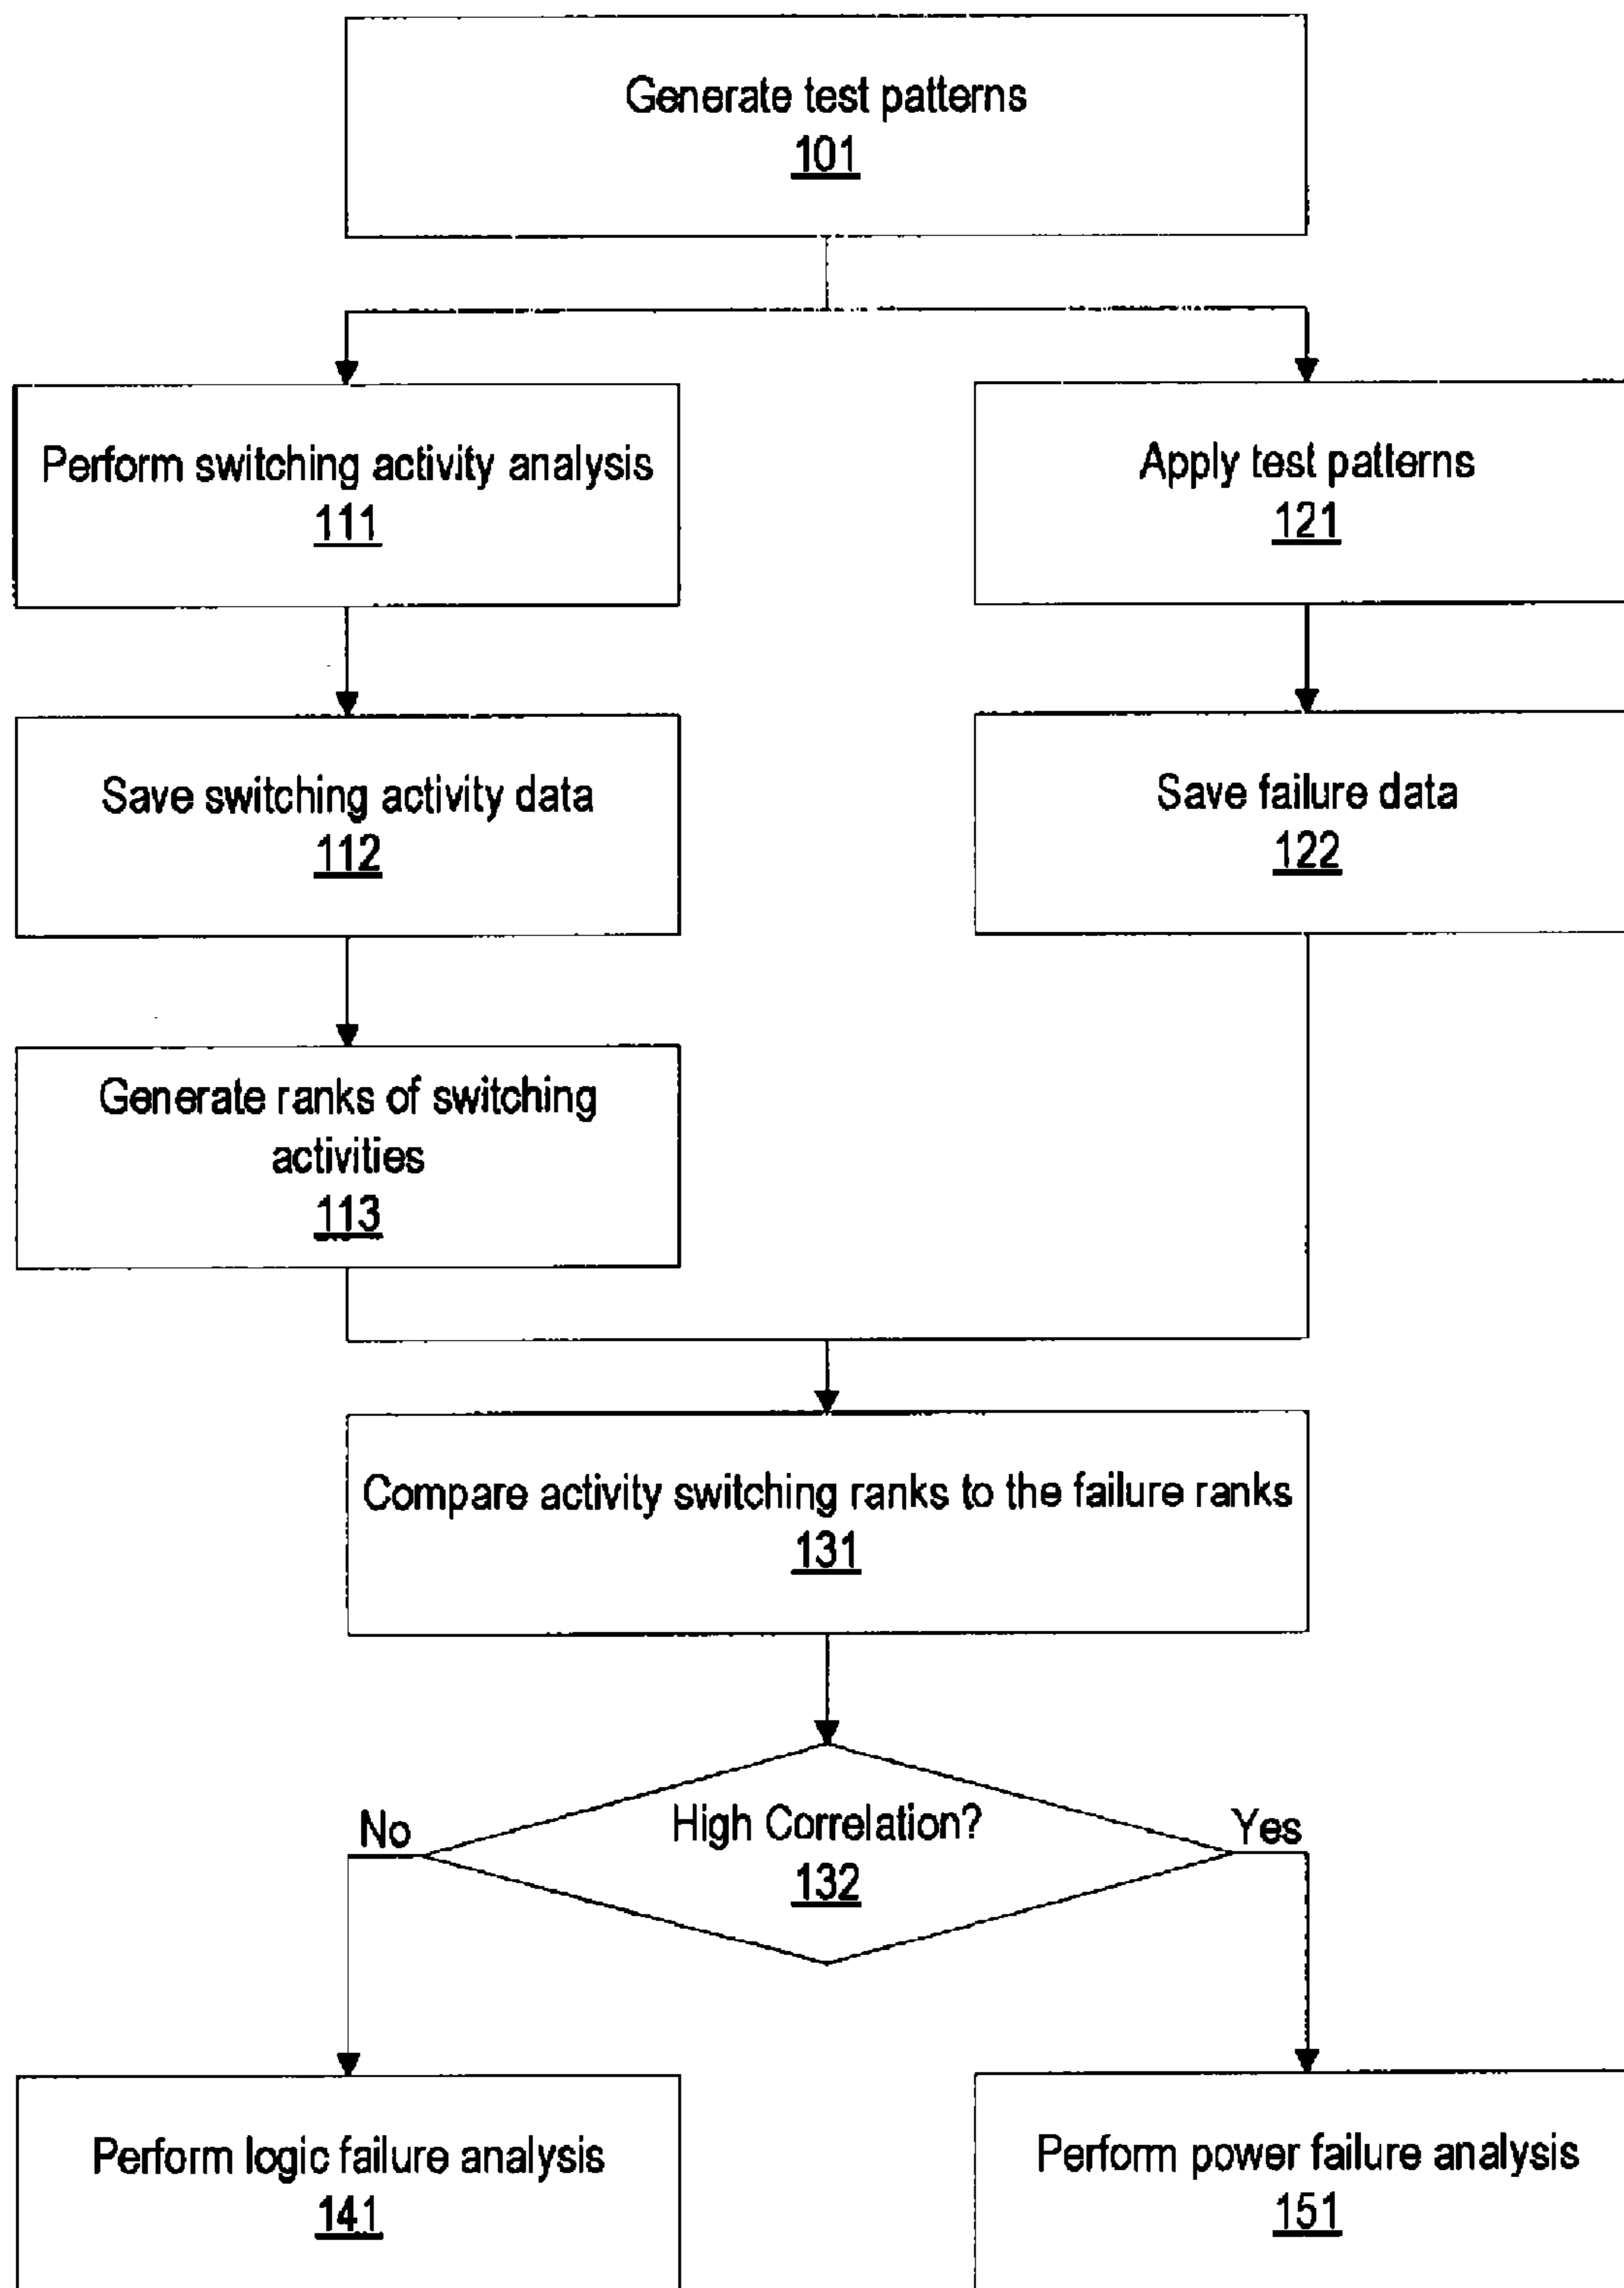 Generate test patterns
101
Perform switching activity analysis
111
Apply test patterns
121
Save switching activity data
112
Save failure data
122
Generate ranks of switching
activities
113
Compare activity switching ranks to the failure ranks
131
High Correlation?
132
No
Yes
Perform logic failure analysis
141
Perform power failure analysis
151